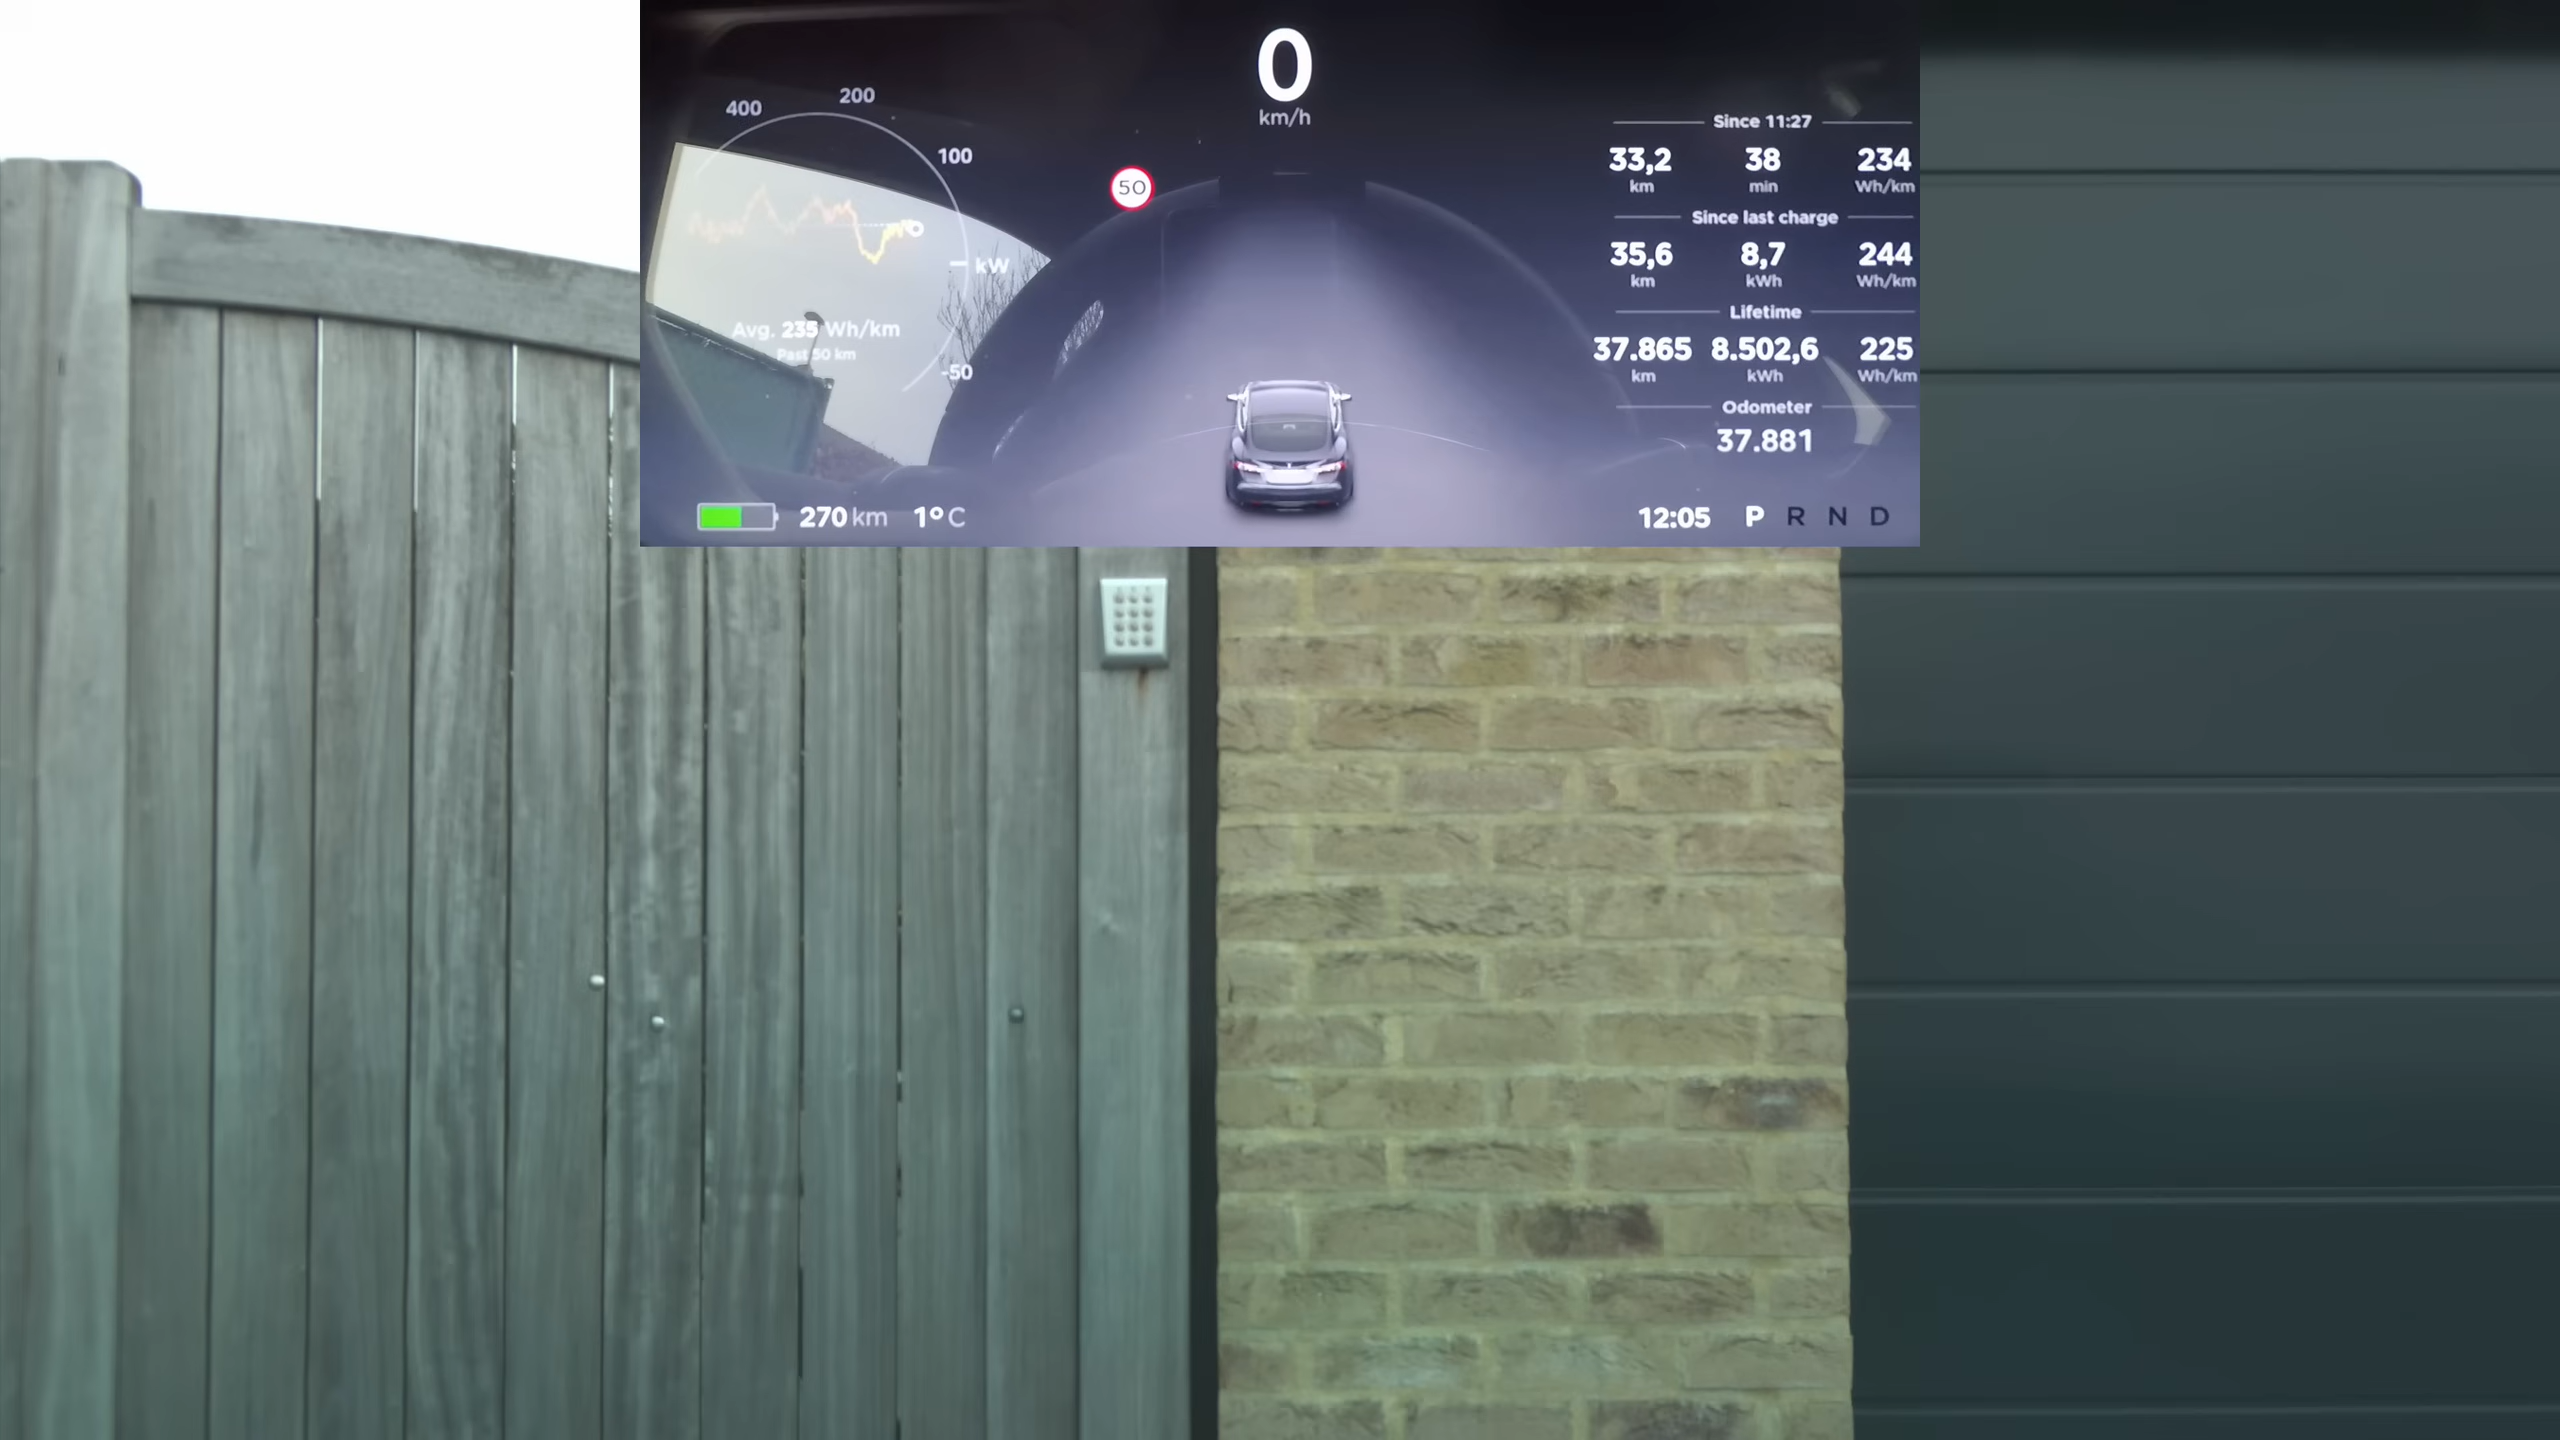 0
km/h
400
200
100
kW
-50
50
Avg. 235 Wh/km
Past 50 km
270 km 1° C
Since 11:27
33,2 38 234
km min Wh/km
Since last charge
35,6 8,7 244
km kWh Wh/km
Lifetime
37.865 8.502,6 225
km kWh Wh/km
Odometer
37.881
12:05 P R N D